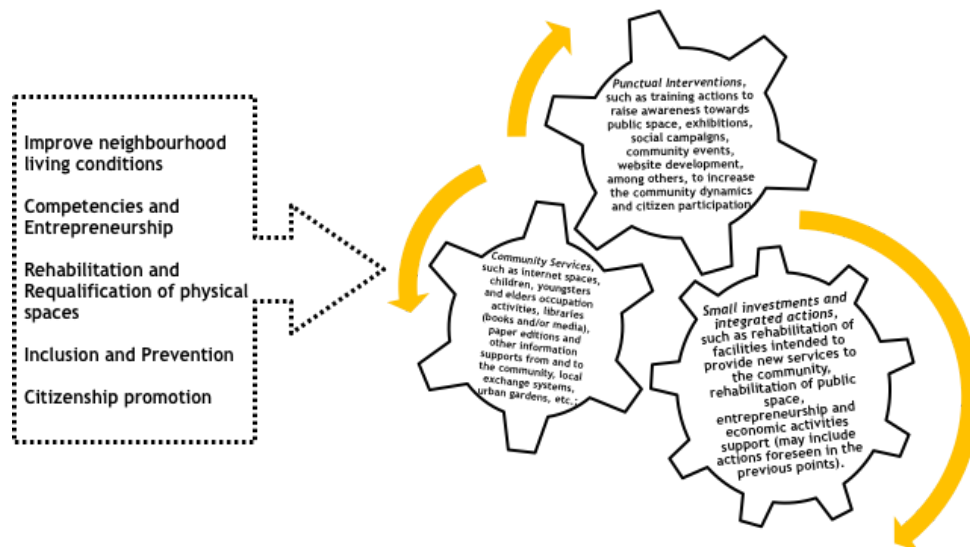 Improve neighbourhood
living conditions
Competencies and
Entrepreneurship
Rehabilitation and
Requalification of physical
spaces
Inclusion and Prevention
Citizenship promotion
Punctual Interventions,
such as training actions to
raise awareness towards
public space, exhibitions,
social campaigns,
community events,
website development,
among others, to increase
the community dynamics
and citizen participation
Community Services,
such as internet spaces,
children, youngsters
and elders occupation
activities, libraries
(books and/or media),
paper editions and
other information
supports from and to
the community, local
exchange systems,
urban gardens, etc.;
Small investments and
integrated actions,
such as rehabilitation of
facilities intended to
provide new services to
the community,
rehabilitation of public
space,
entrepreneurship and
economic activities
support (may include
actions foreseen in the
previous points).